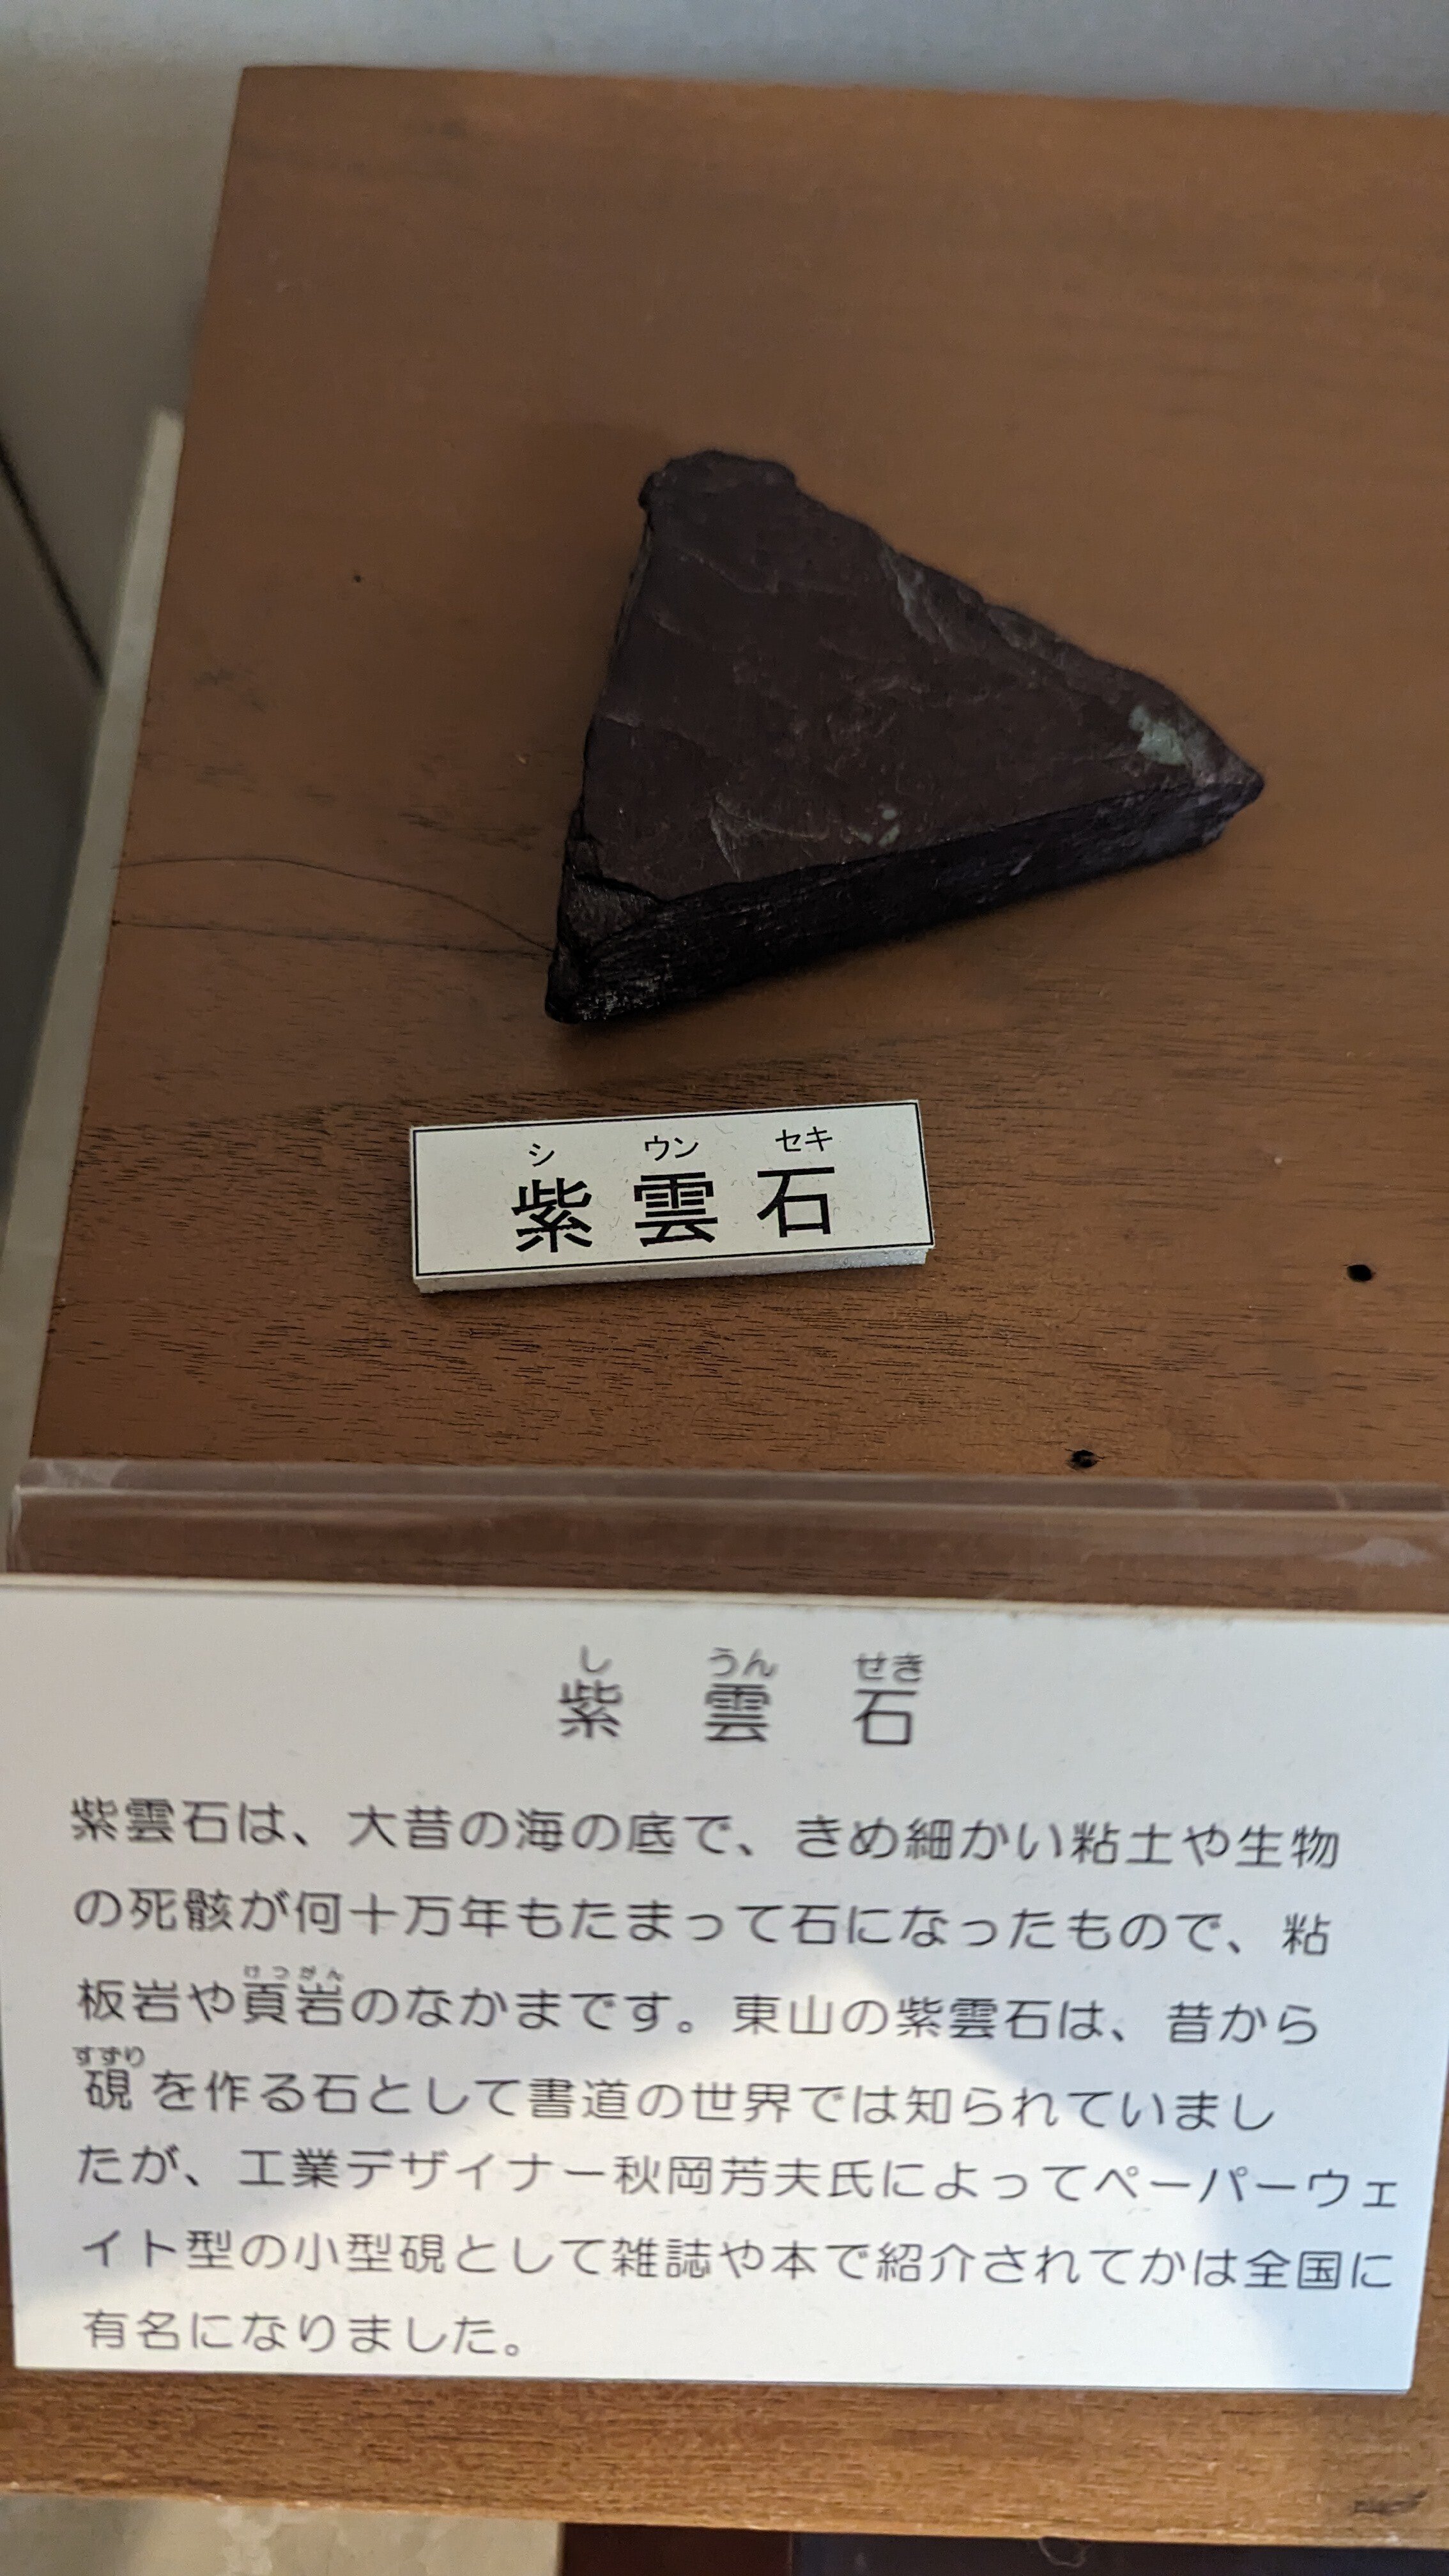 シ ウン セキ
紫雲石
し うん せき
紫雲石
紫雲石は、大昔の海の底で、きめ細かい粘土や生物
の死骸が何十万年もたまって石になったもので、粘
けつがん
板岩や頁岩のなかまです。東山の紫雲石は、昔から
すずり
硯を作る石として書道の世界では知られていまし
たが、工業デザイナー秋岡芳夫氏によってペーパーウェ
イト型の小型硯として雑誌や本で紹介されてかは全国に
有名になりました。